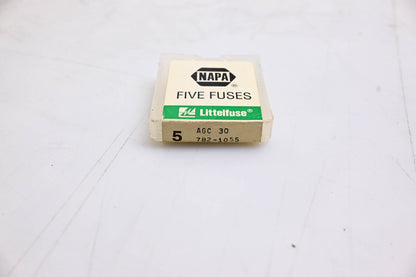 NAPA®
FIVE FUSES
Littelfuse®
5 AGC 30
782-1055